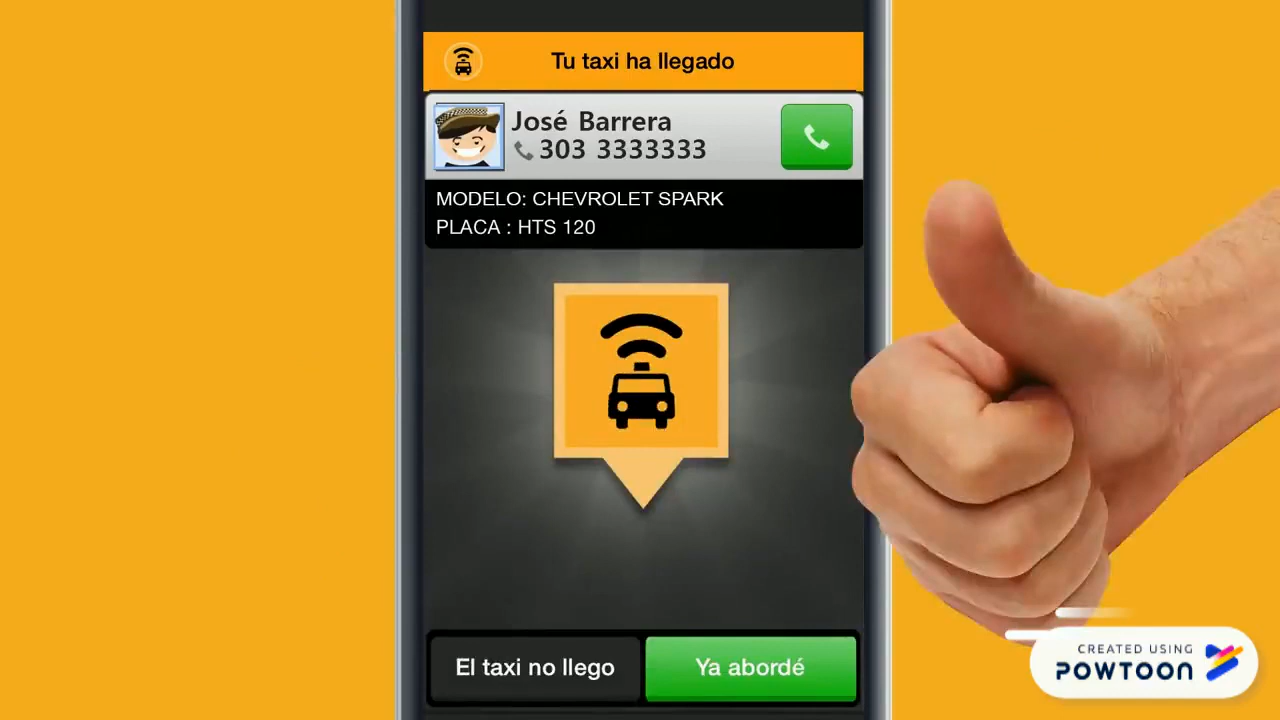 Tu taxi ha llegado
José Barrera
303 3333333
MODELO: CHEVROLET SPARK
PLACA : HTS 120
El taxi no llego
Ya abordé
CREATED USING
POWTOON